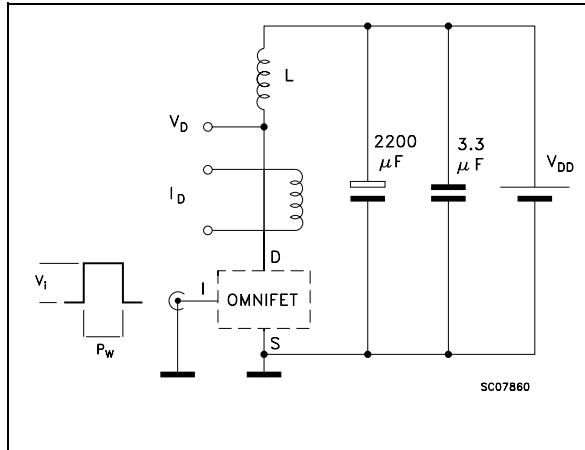 L
V_D
2200 μF
3.3 μF
V_DD
I_D
D
V_i
I
OMNIFET
P_W
S
SC07860